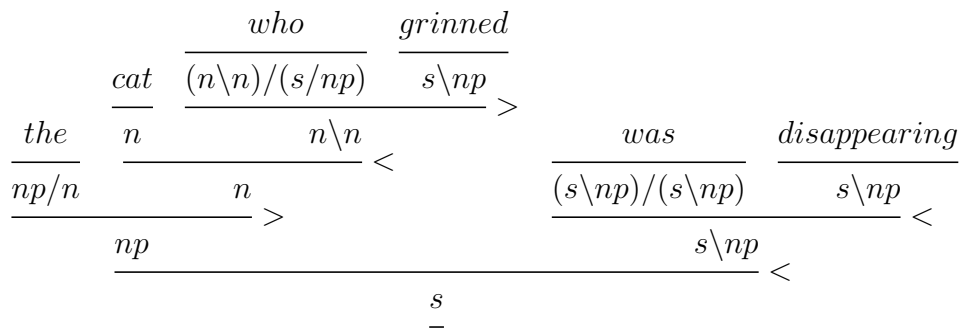 who grinned
cat (n\n)/(s/np) s\np >
the n n\n < was disappearing
np/n n > (s\np)/(s\np) s\np <
np s\np <
s